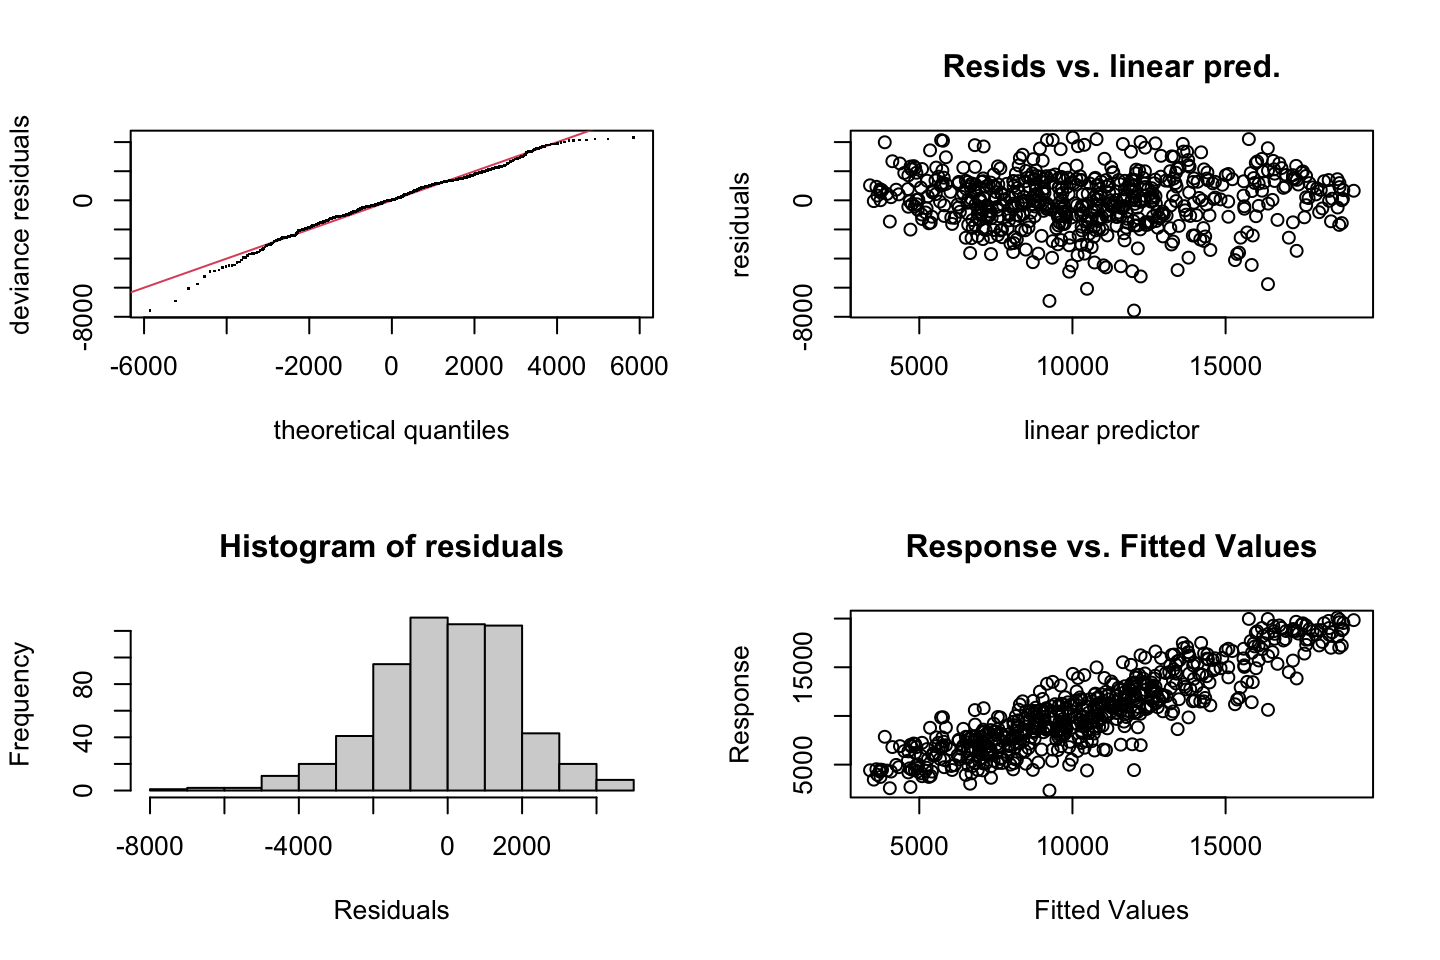 deviance residuals
-8000
0
-6000
-2000
0
2000
4000
6000
theoretical quantiles
Resids vs. linear pred.
residuals
-8000
0
5000
10000
15000
linear predictor
Histogram of residuals
Frequency
0
40
80
-8000
-4000
0
2000
Residuals
Response vs. Fitted Values
Response
5000
15000
5000
10000
15000
Fitted Values